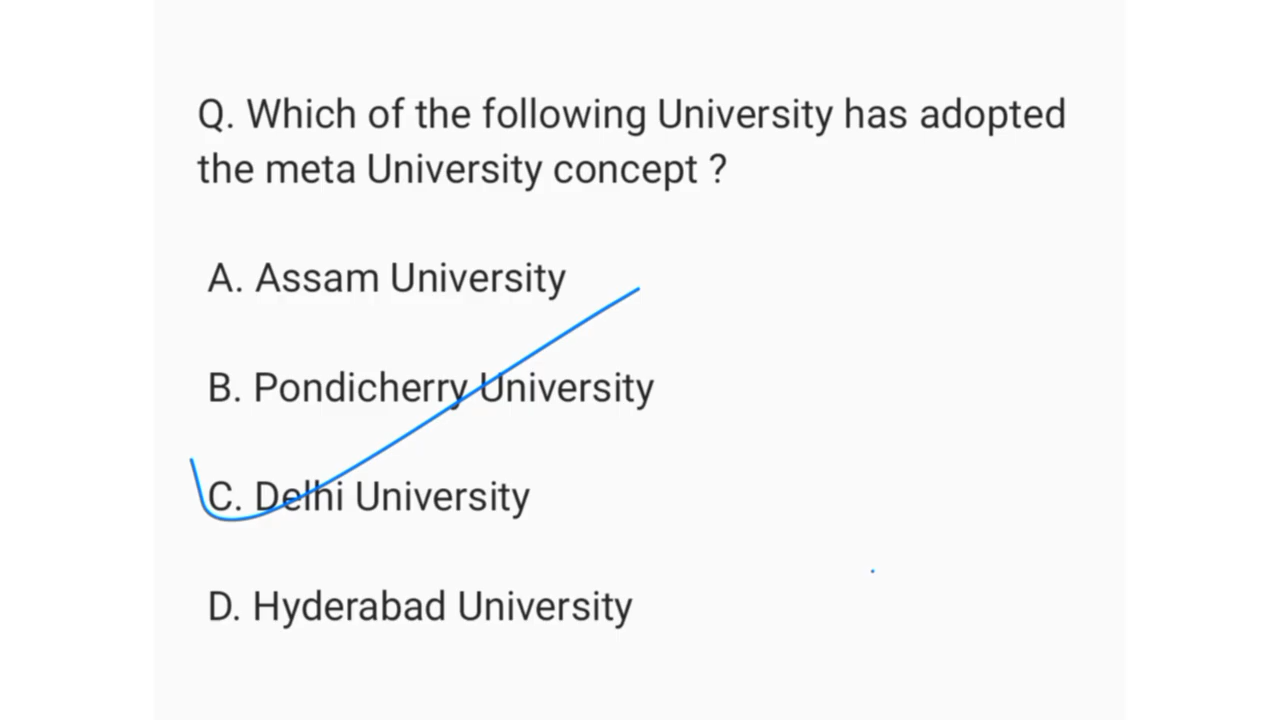 Q. Which of the following University has adopted
the meta University concept ?
A. Assam University
B. Pondicherry University
C. Delhi University
D. Hyderabad University